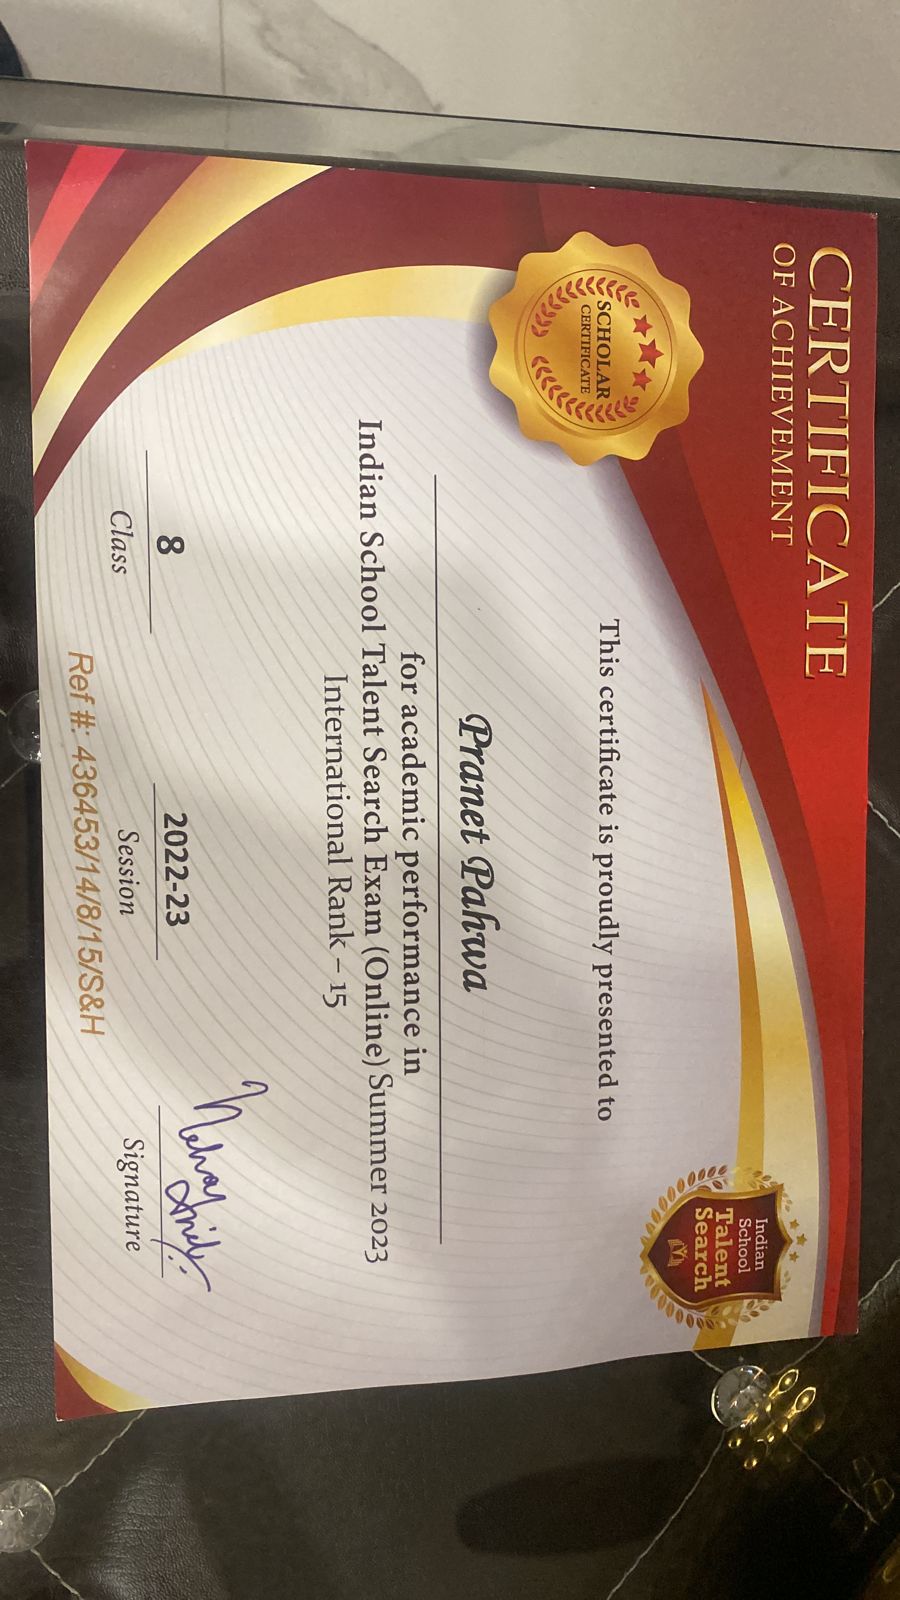 CERTIFICATE
OF ACHIEVEMENT
SCHOLAR
CERTIFICATE
Indian
School
Talent
Search
This certificate is proudly presented to
Pranet Pahwa
for academic performance in
Indian School Talent Search Exam (Online) Summer 2023
International Rank – 15
8
Class
2022-23
Session
Signature
Ref #: 436453/14/8/15/S&H